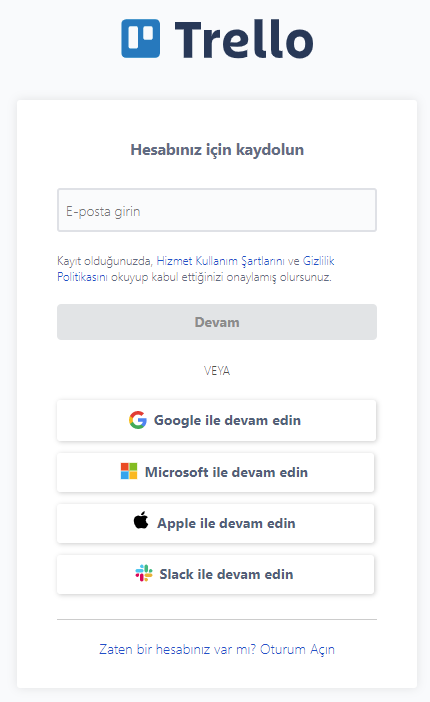 Trello
Hesabınız için kaydolun
E-posta girin
Kayıt olduğunuzda, Hizmet Kullanım Şartlarını ve Gizlilik
Politikasını okuyup kabul ettiğinizi onaylamış olursunuz.
Devam
VEYA
Google ile devam edin
Microsoft ile devam edin
Apple ile devam edin
Slack ile devam edin
Zaten bir hesabınız var mı? Oturum Açın